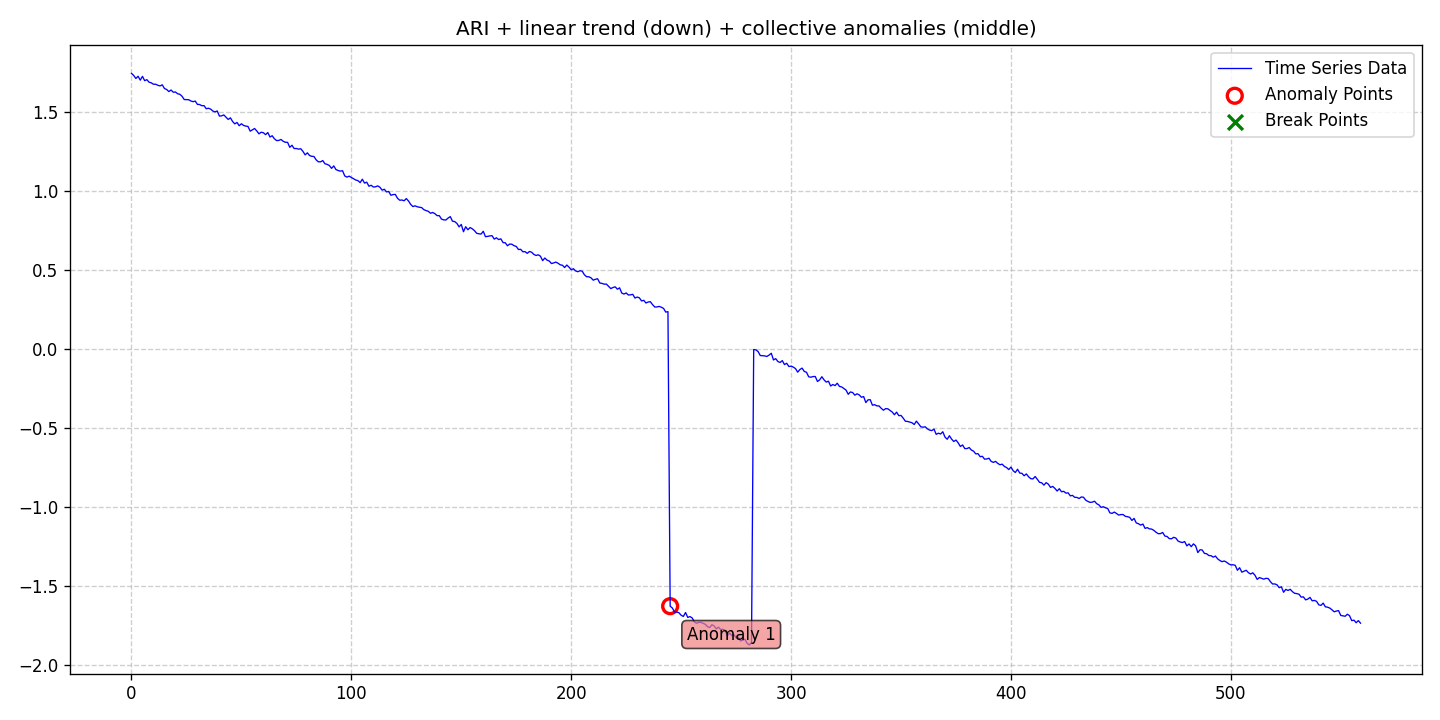 ARI + linear trend (down) + collective anomalies (middle)
Time Series Data
Anomaly Points
Break Points
1.5
1.0
0.5
0.0
−0.5
−1.0
−1.5
−2.0
Anomaly 1
0 100 200 300 400 500